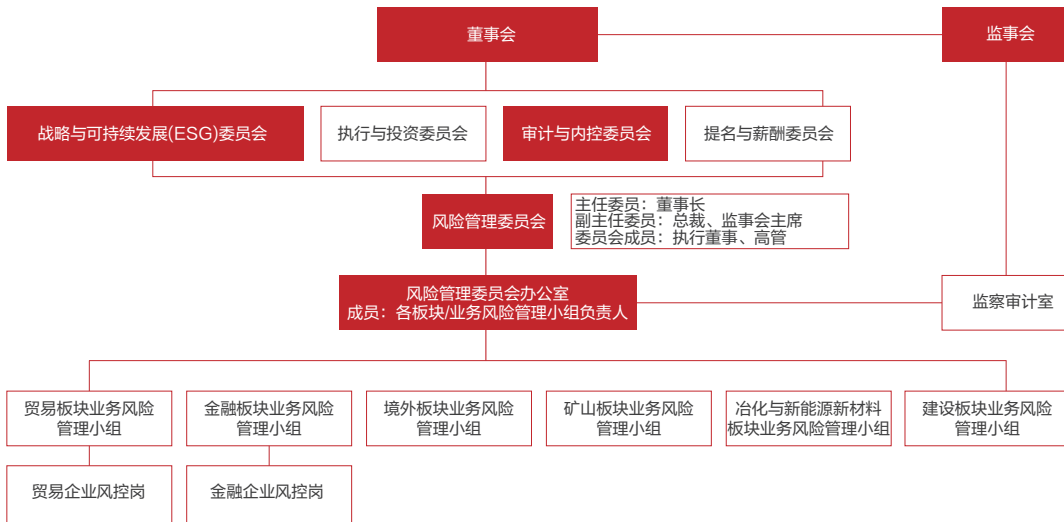 董事会
监事会
战略与可持续发展(ESG)委员会
执行与投资委员会
审计与内控委员会
提名与薪酬委员会
风险管理委员会
主任委员：董事长
副主任委员：总裁、监事会主席
委员会成员：执行董事、高管
风险管理委员会办公室
成员：各板块/业务风险管理小组负责人
监察审计室
贸易板块业务风险
管理小组
金融板块业务风险
管理小组
境外板块业务风险
管理小组
矿山板块业务风险
管理小组
冶化与新能源新材料
板块业务风险管理小组
建设板块业务风险
管理小组
贸易企业风控岗
金融企业风控岗